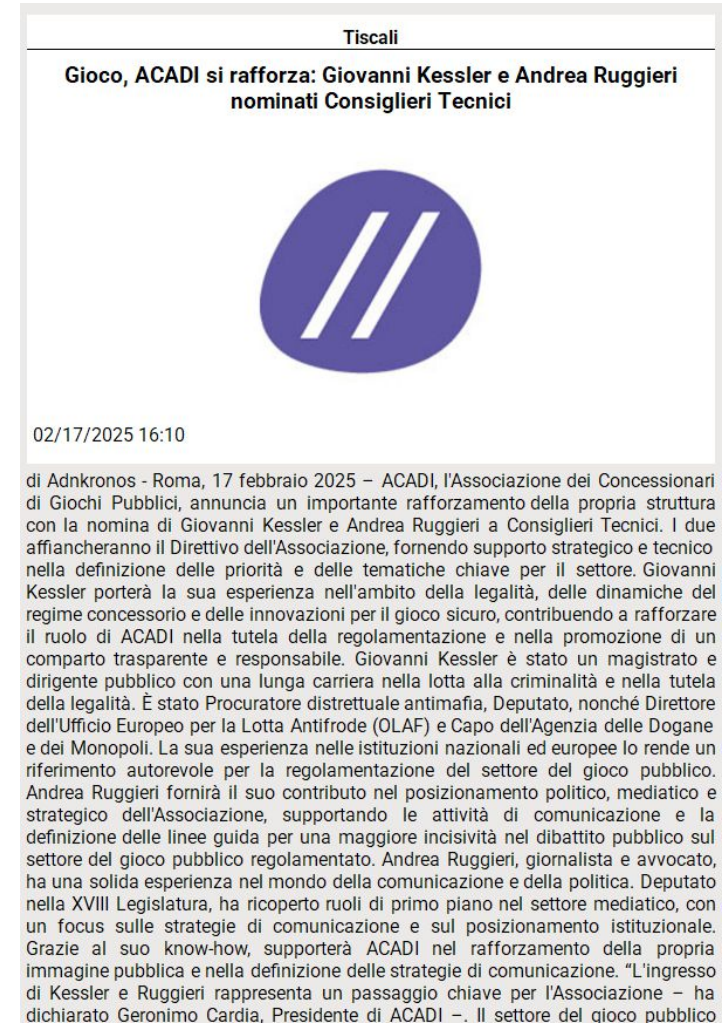 Tiscali
Gioco, ACADI si rafforza: Giovanni Kessler e Andrea Ruggieri
nominati Consiglieri Tecnici
02/17/2025 16:10
di Adnkronos - Roma, 17 febbraio 2025 – ACADI, l'Associazione dei Concessionari
di Giochi Pubblici, annuncia un importante rafforzamento della propria struttura
con la nomina di Giovanni Kessler e Andrea Ruggieri a Consiglieri Tecnici. I due
affiancheranno il Direttivo dell'Associazione, fornendo supporto strategico e tecnico
nella definizione delle priorità e delle tematiche chiave per il settore. Giovanni
Kessler porterà la sua esperienza nell'ambito della legalità, delle dinamiche del
regime concessorio e delle innovazioni per il gioco sicuro, contribuendo a rafforzare
il ruolo di ACADI nella tutela della regolamentazione e nella promozione di un
comparto trasparente e responsabile. Giovanni Kessler è stato un magistrato e
dirigente pubblico con una lunga carriera nella lotta alla criminalità e nella tutela
della legalità. È stato Procuratore distrettuale antimafia, Deputato, nonché Direttore
dell'Ufficio Europeo per la Lotta Antifrode (OLAF) e Capo dell'Agenzia delle Dogane
e dei Monopoli. La sua esperienza nelle istituzioni nazionali ed europee lo rende un
riferimento autorevole per la regolamentazione del settore del gioco pubblico.
Andrea Ruggieri fornirà il suo contributo nel posizionamento politico, mediatico e
strategico dell'Associazione, supportando le attività di comunicazione e la
definizione delle linee guida per una maggiore incisività nel dibattito pubblico sul
settore del gioco pubblico regolamentato. Andrea Ruggieri, giornalista e avvocato,
ha una solida esperienza nel mondo della comunicazione e della politica. Deputato
nella XVIII Legislatura, ha ricoperto ruoli di primo piano nel settore mediatico, con
un focus sulle strategie di comunicazione e sul posizionamento istituzionale.
Grazie al suo know-how, supporterà ACADI nel rafforzamento della propria
immagine pubblica e nella definizione delle strategie di comunicazione. “L'ingresso
di Kessler e Ruggieri rappresenta un passaggio chiave per l'Associazione – ha
dichiarato Geronimo Cardia, Presidente di ACADI –. Il settore del gioco pubblico